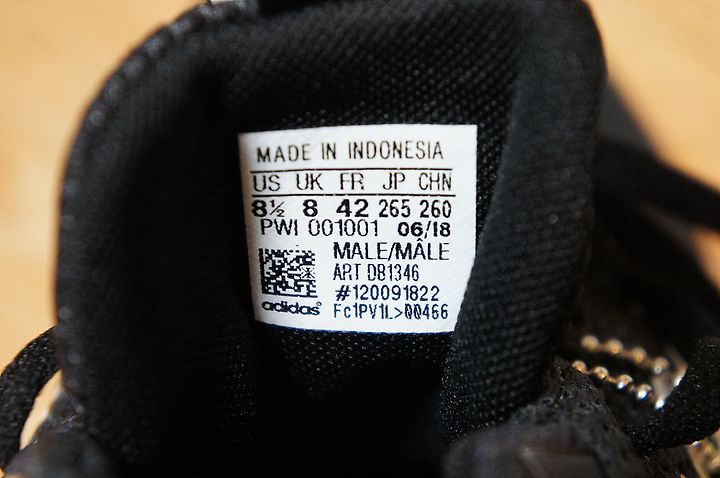 MADE IN INDONESIA
US UK FR JP CHN
8½ 8 42 265 260
PWI 001001 06/18
MALE/MÂLE
ART DB1346
#120091822
adidas® Fc1PV1L>00466